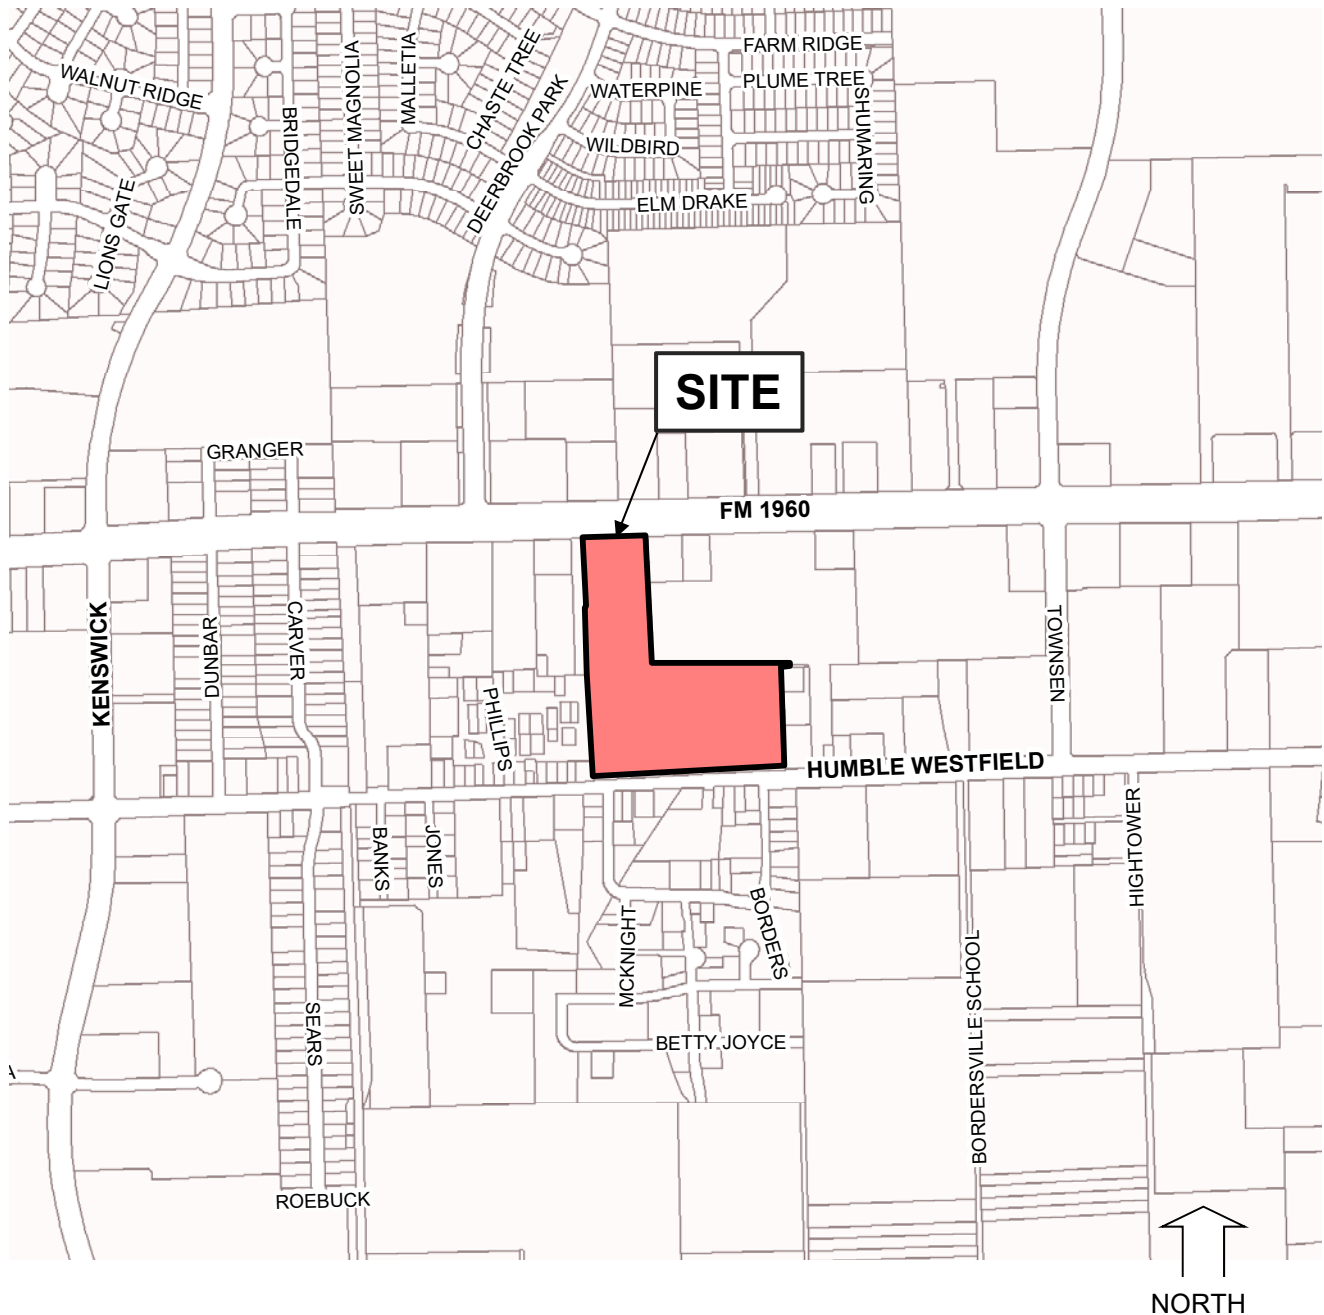 FARM RIDGE
WALNUT RIDGE
SWEET MAGNOLIA
MALLETIA
CHASTE TREE
WATERPINE
PLUME TREE
SHUMARING
BRIDGEDALE
DEERBROOK PARK
WILDBIRD
LIONS GATE
ELM DRAKE
SITE
GRANGER
FM 1960
KENSWICK
DUNBAR
CARVER
TOWNSEN
PHILLIPS
HUMBLE WESTFIELD
BANKS
JONES
HIGHTOWER
MCKNIGHT
BORDERS
BORDERSVILLE SCHOOL
SEARS
BETTY JOYCE
A
ROEBUCK
NORTH